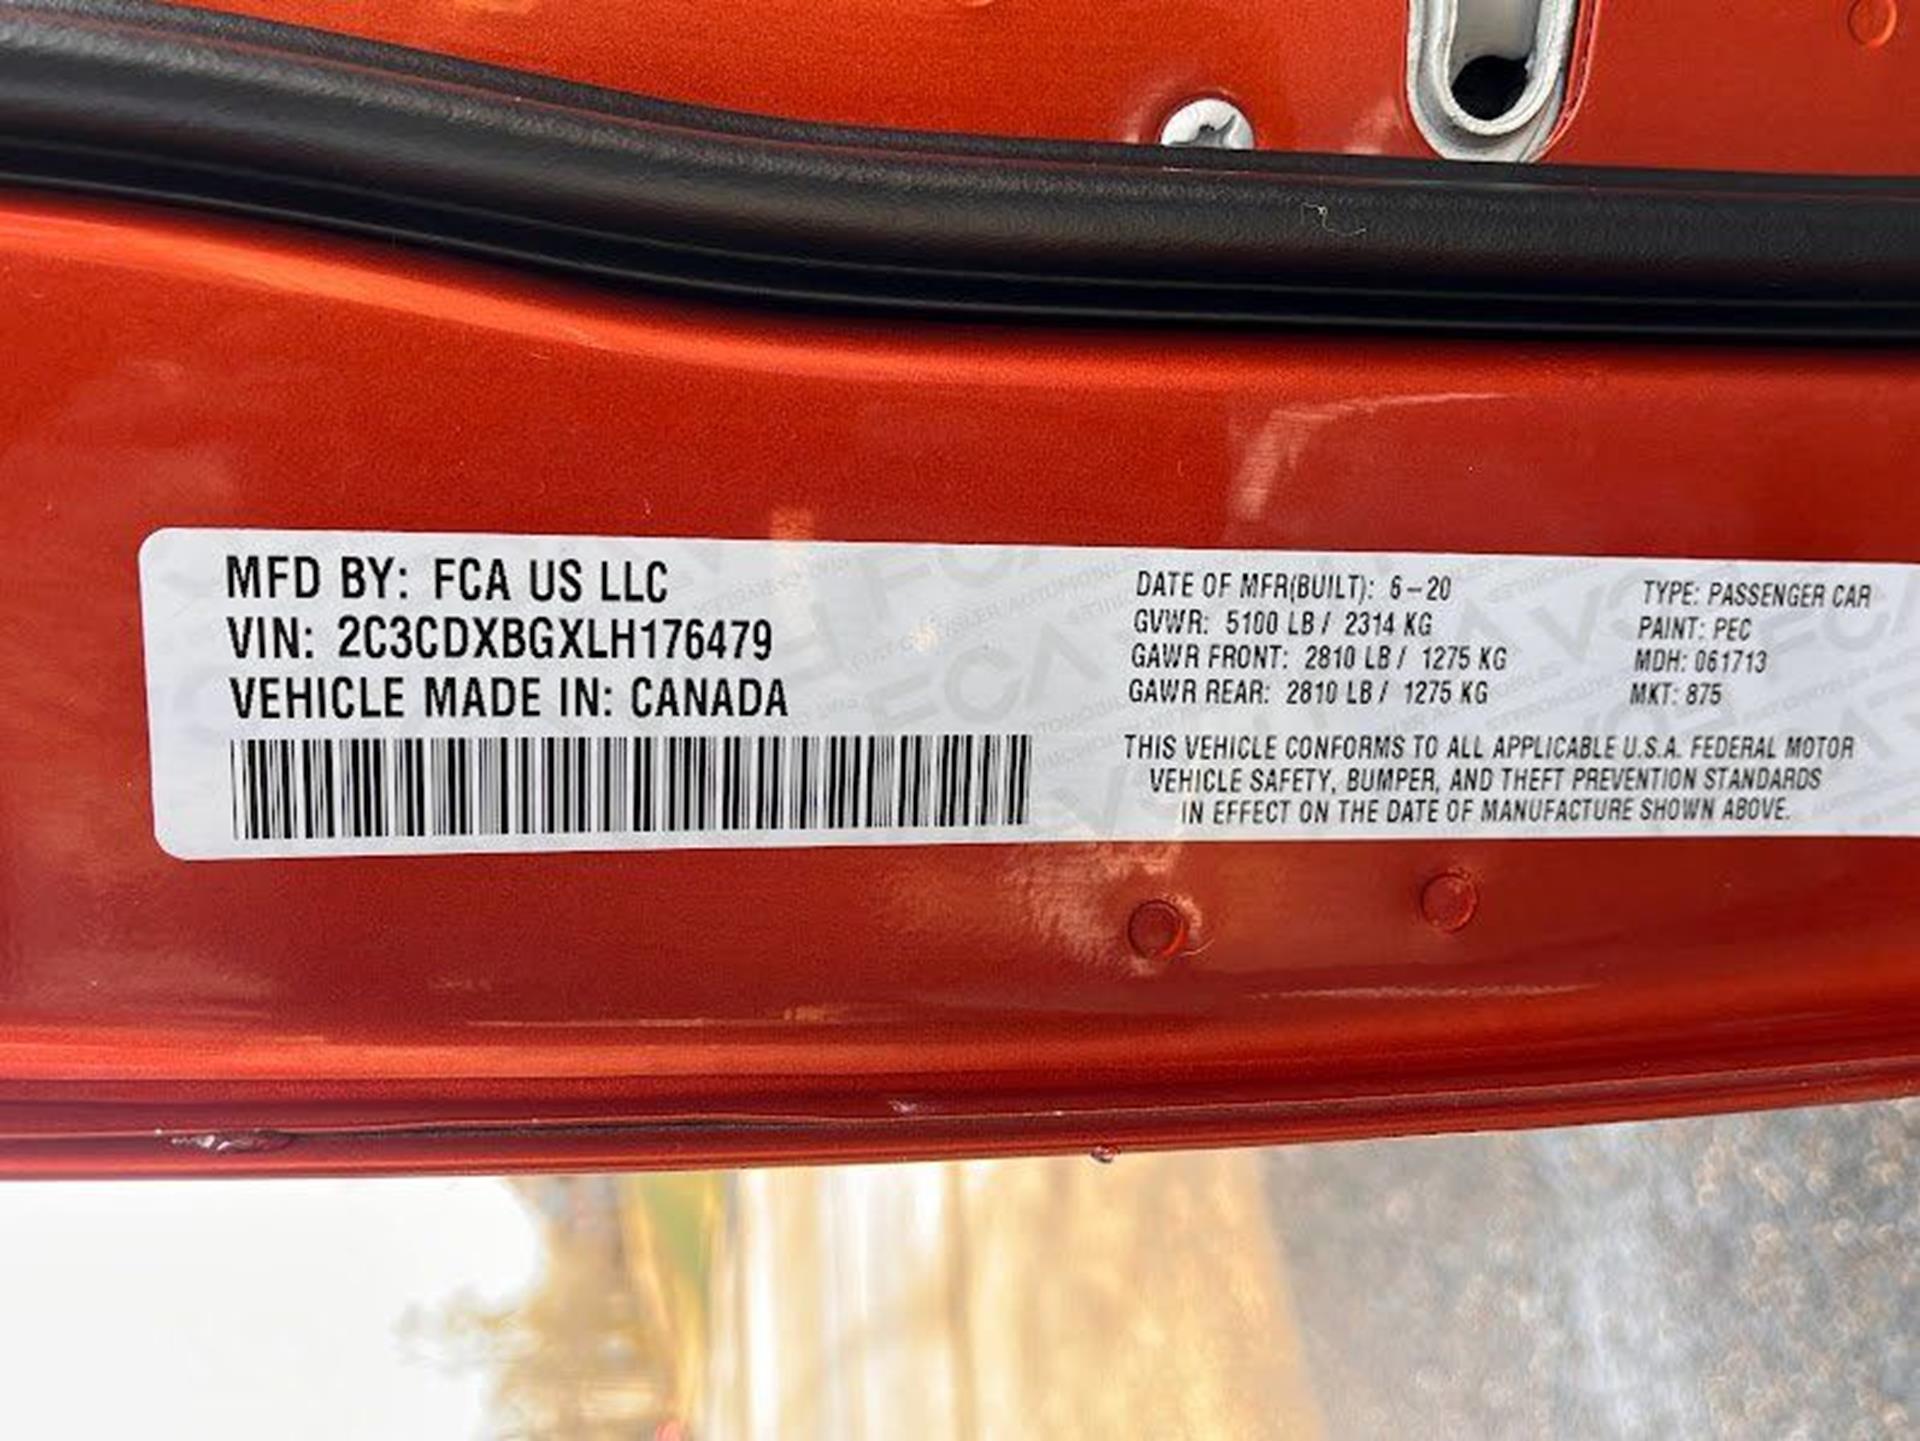 MFD BY: FCA US LLC
VIN: 2C3CDXBGXLH176479
VEHICLE MADE IN: CANADA
DATE OF MFR(BUILT): 6-20
GVWR: 5100 LB / 2314 KG
GAWR FRONT: 2810 LB / 1275 KG
GAWR REAR: 2810 LB / 1275 KG
TYPE: PASSENGER CAR
PAINT: PEC
MDH: 061713
MKT: 875
THIS VEHICLE CONFORMS TO ALL APPLICABLE U.S.A. FEDERAL MOTOR
VEHICLE SAFETY, BUMPER, AND THEFT PREVENTION STANDARDS
IN EFFECT ON THE DATE OF MANUFACTURE SHOWN ABOVE.